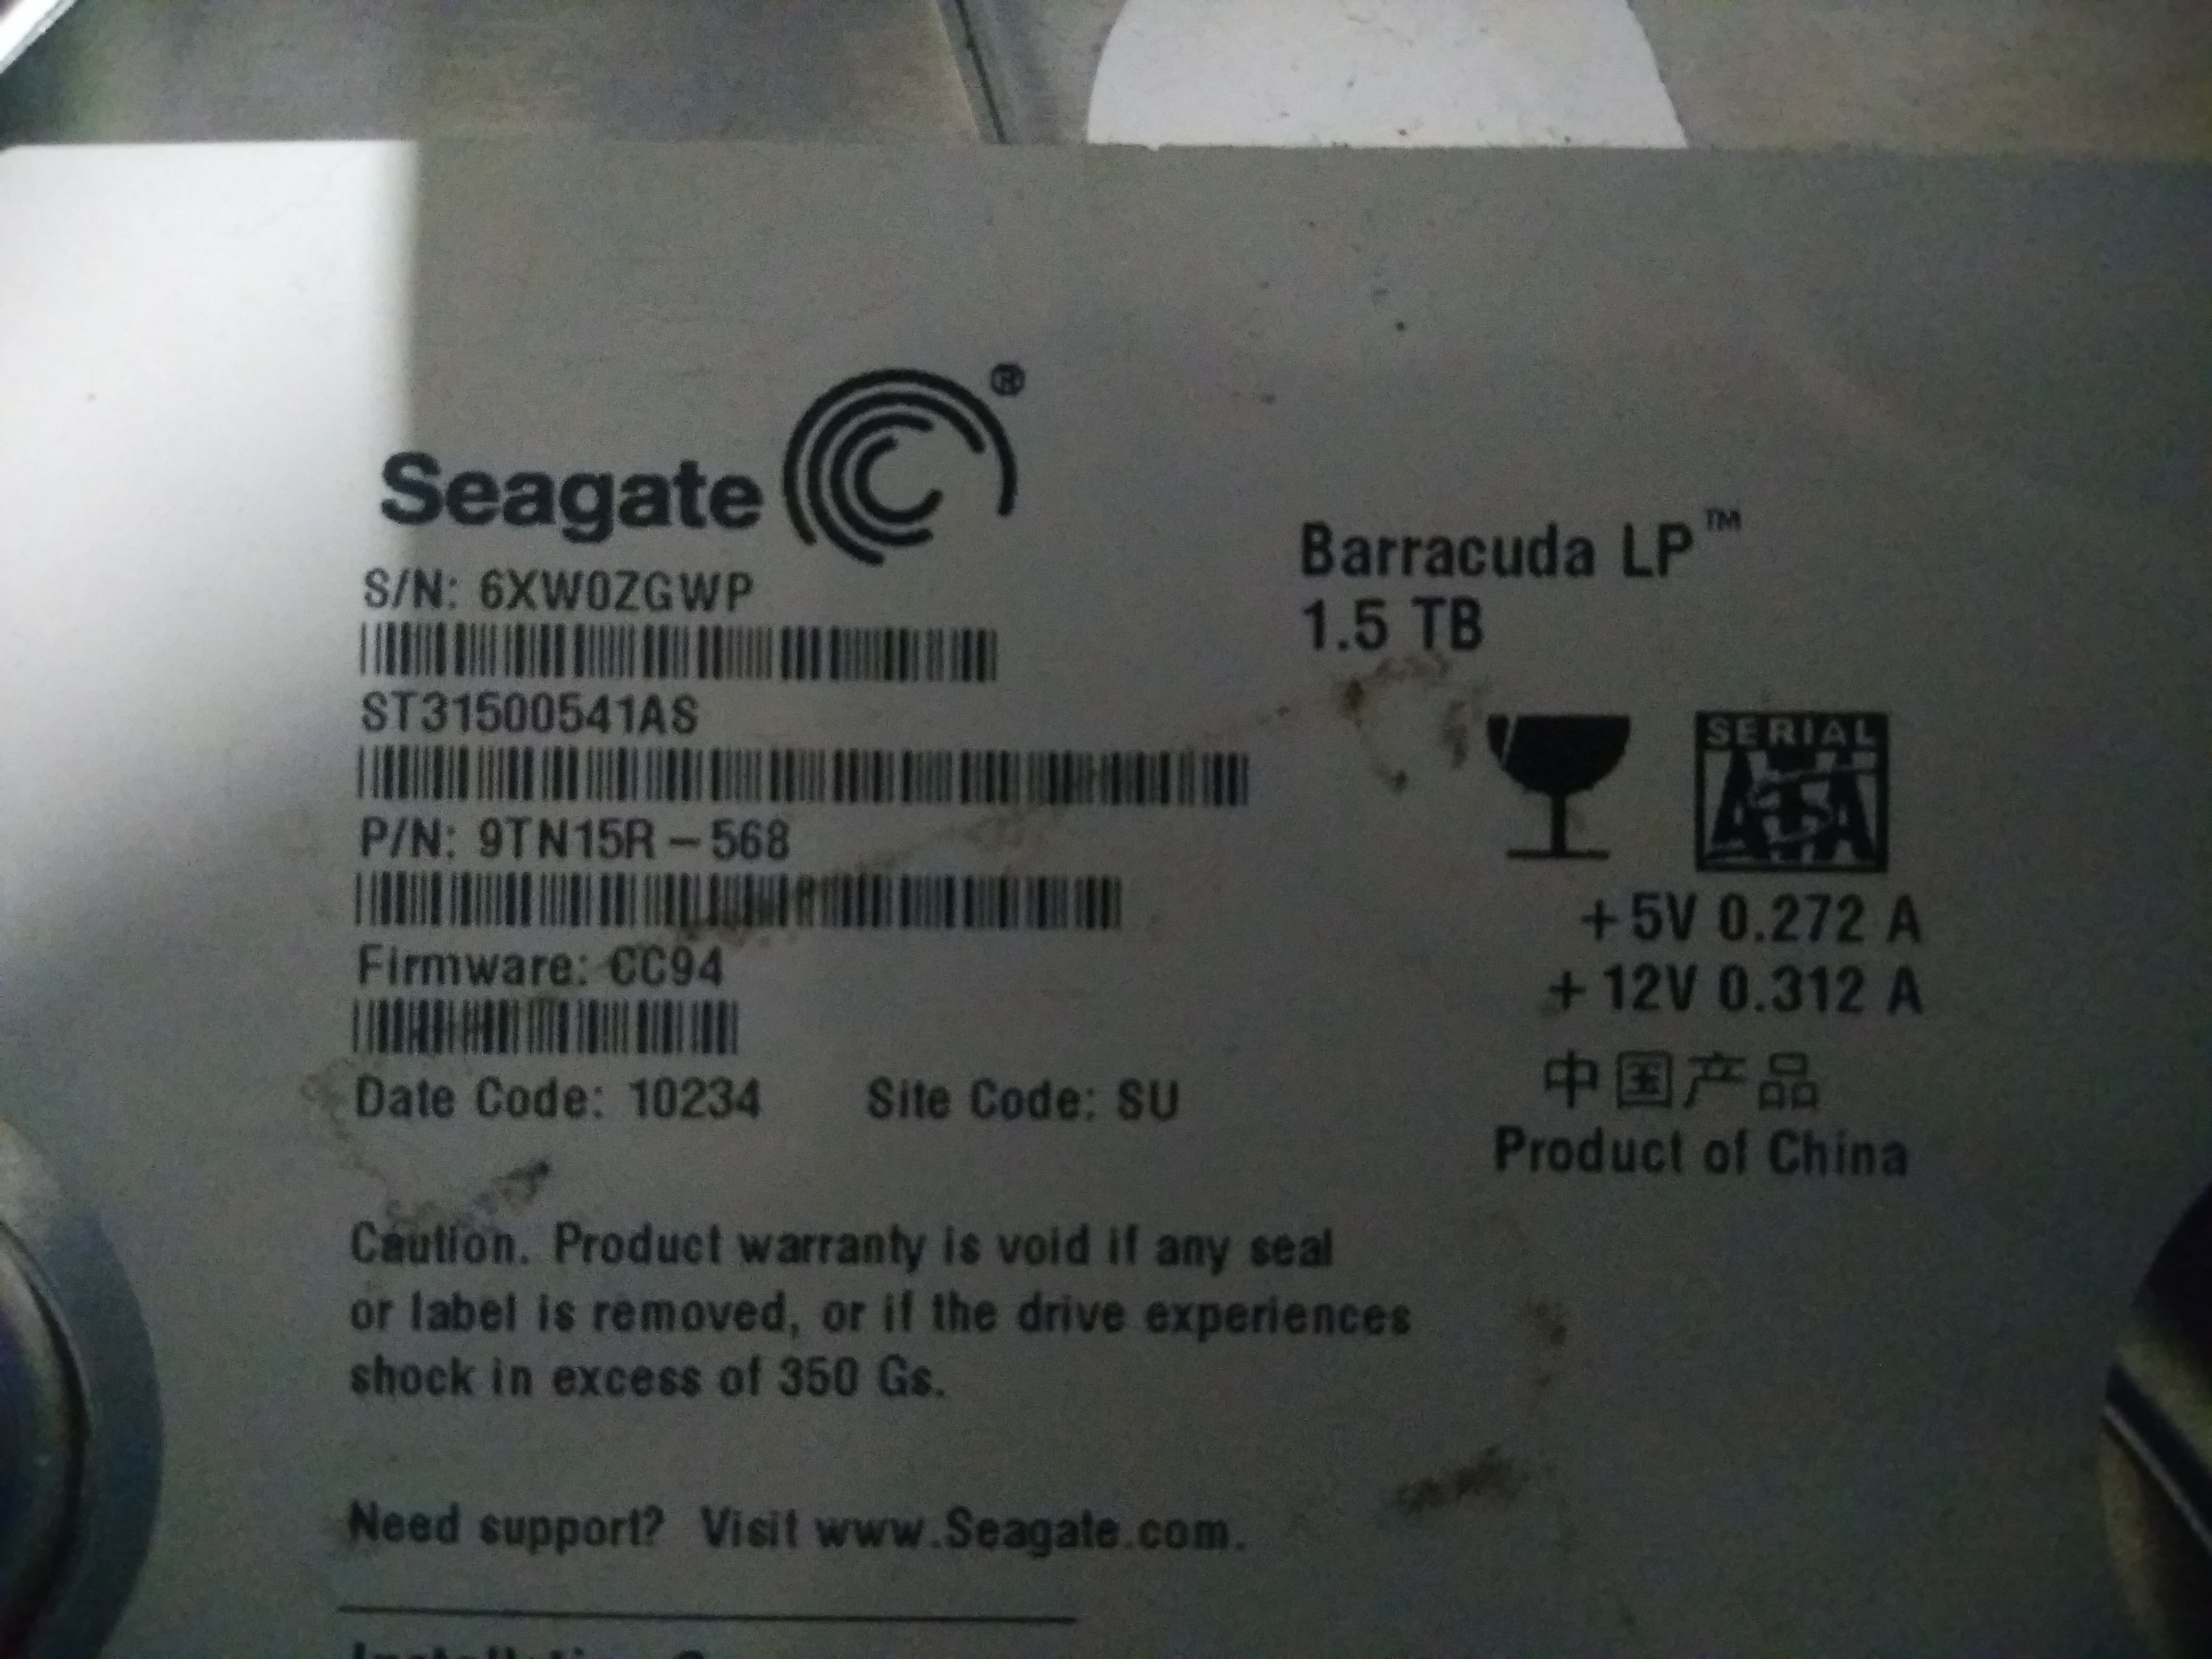 Seagate®
S/N: 6XW0ZGWP
ST31500541AS
P/N: 9TN15R-568
Firmware: CC94
Date Code: 10234 Site Code: SU
Barracuda LP™
1.5 TB
SERIAL
ATA
+5V 0.272 A
+12V 0.312 A
中国产品
Product of China
Caution. Product warranty is void if any seal
or label is removed, or if the drive experiences
shock in excess of 350 Gs.
Need support? Visit www.Seagate.com.